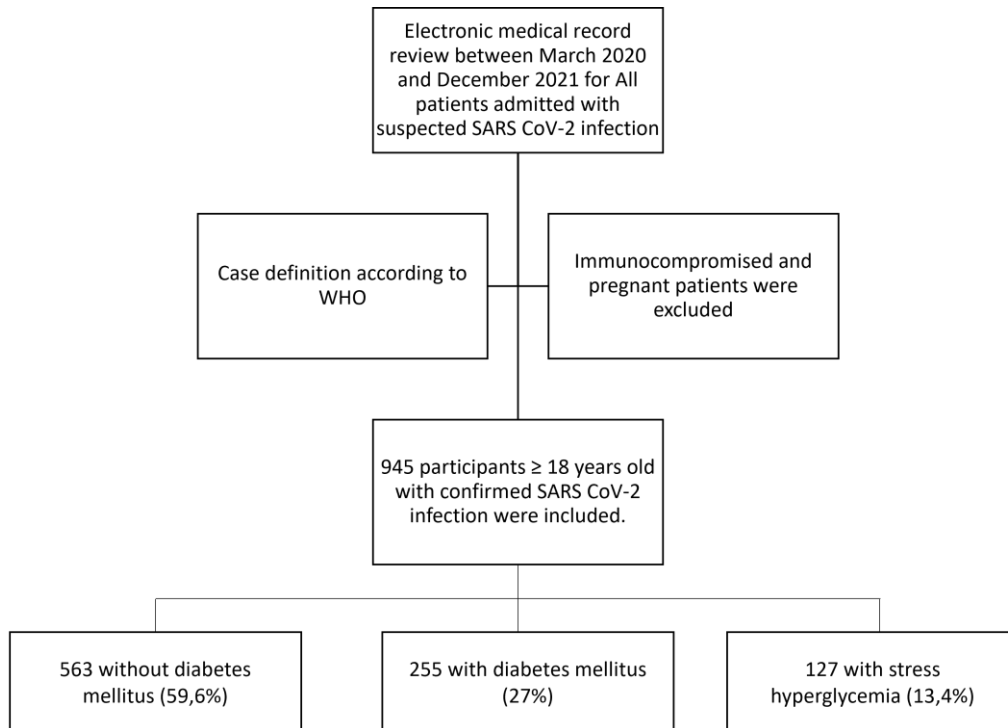 Electronic medical record
review between March 2020
and December 2021 for All
patients admitted with
suspected SARS CoV-2 infection
Case definition according to
WHO
Immunocompromised and
pregnant patients were
excluded
945 participants ≥ 18 years old
with confirmed SARS CoV-2
infection were included.
563 without diabetes
mellitus (59,6%)
255 with diabetes mellitus
(27%)
127 with stress
hyperglycemia (13,4%)